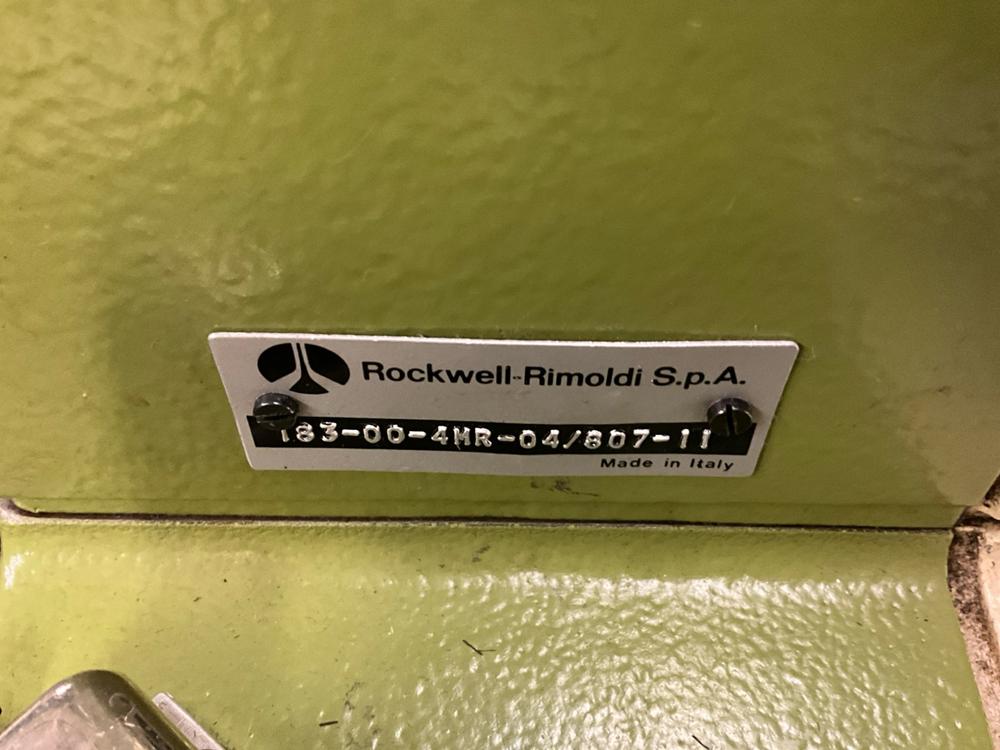 Rockwell-Rimoldi S.p.A.
183-00-4MR-04/807-11
Made in Italy